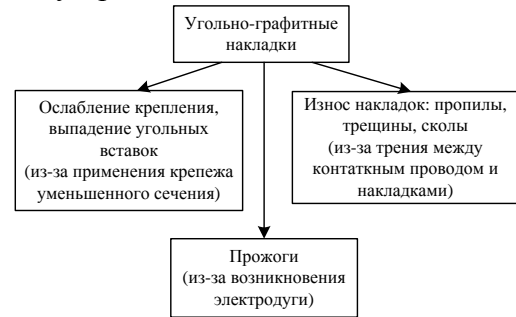 Угольно-графитные
накладки
Ослабление крепления,
выпадение угольных
вставок
(из-за применения крепежа
уменьшенного сечения)
Износ накладок: пропилы,
трещины, сколы
(из-за трения между
контаткным проводом и
накладками)
Прожоги
(из-за возникновения
электродуги)